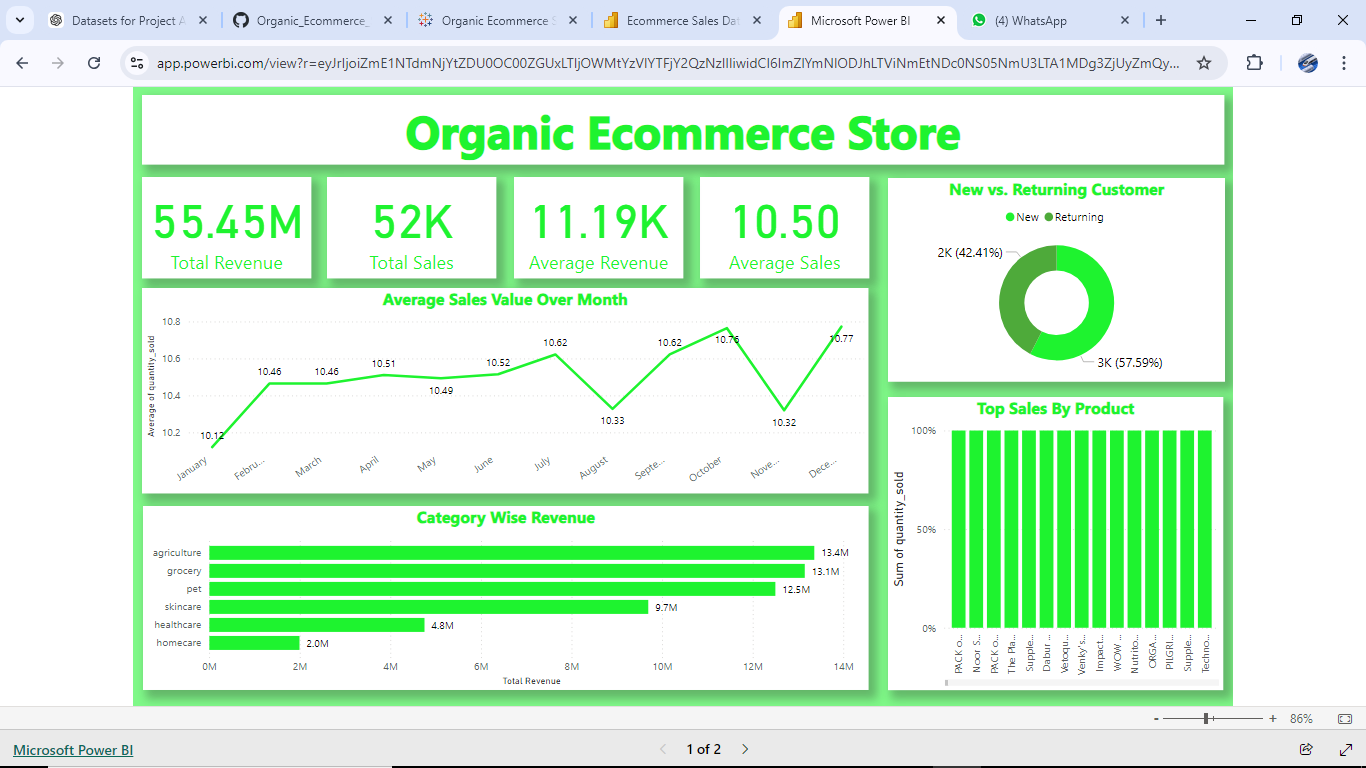 Datasets for Project A
Organic_Ecommerce_
Organic Ecommerce S
Ecommerce Sales Dat
Microsoft Power BI
(4) WhatsApp
Organic Ecommerce Store
55.45M
Total Revenue
52K
Total Sales
11.19K
Average Revenue
10.50
Average Sales
New vs. Returning Customer
New Returning
2K (42.41%)
3K (57.59%)
Average Sales Value Over Month
Average of quantity_sold
10.8
10.6
10.4
10.2
10.12
10.46
10.46
10.51
10.49
10.52
10.62
10.33
10.62
10.76
10.32
10.77
January
Febru...
March
April
May
June
July
August
Septe...
October
Nove...
Dece...
Top Sales By Product
Sum of quantity_sold
100%
50%
0%
PACK o...
Noor S...
PACK o...
The Pla...
Supple...
Dabur ...
Vetoqu...
Venky's...
Impact...
WOW ...
Nutrito...
ORGA...
PILGRI...
Supple...
Techno...
Category Wise Revenue
agriculture 13.4M
grocery 13.1M
pet 12.5M
skincare 9.7M
healthcare 4.8M
homecare 2.0M
0M 2M 4M 6M 8M 10M 12M 14M
Total Revenue
- + 86%
Microsoft Power BI
1 of 2